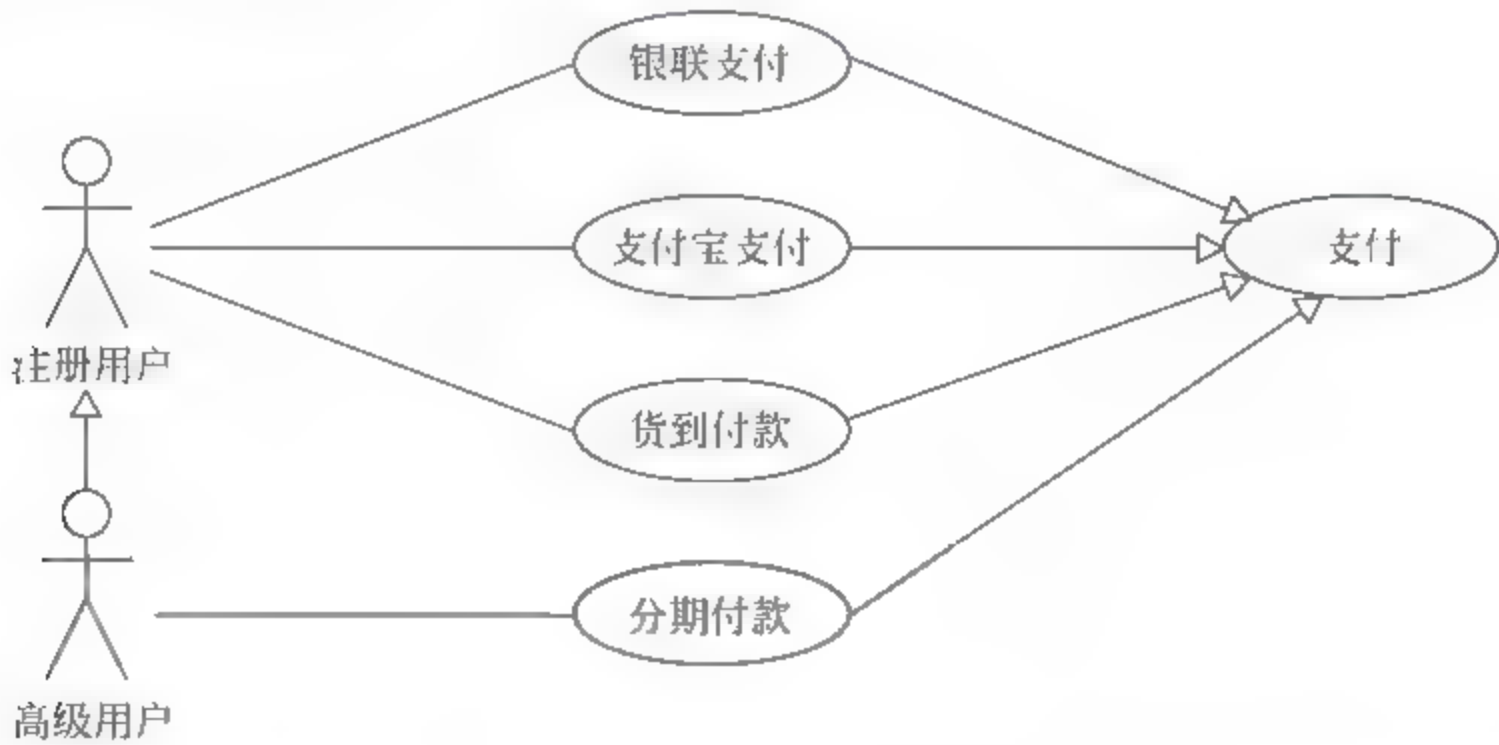 银联支付
支付宝支付
支付
注册用户
货到付款
分期付款
高级用户